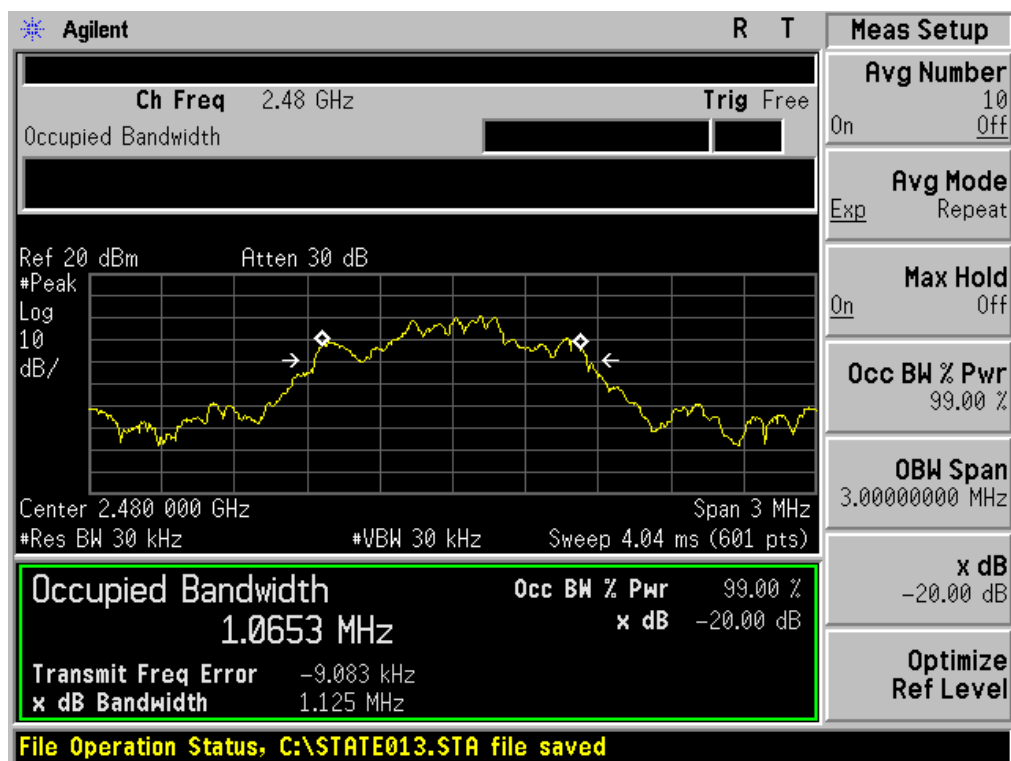 Agilent R T
Ch Freq 2.48 GHz Trig Free
Occupied Bandwidth
Ref 20 dBm Atten 30 dB
#Peak
Log
10
dB/
Center 2.480 000 GHz Span 3 MHz
#Res BW 30 kHz #VBW 30 kHz Sweep 4.04 ms (601 pts)
Occupied Bandwidth Occ BW % Pwr 99.00 %
1.0653 MHz x dB -20.00 dB
Transmit Freq Error -9.083 kHz
x dB Bandwidth 1.125 MHz
File Operation Status, C:\STATE013.STA file saved
Meas Setup
Avg Number
10
On Off
Avg Mode
Exp Repeat
Max Hold
On Off
Occ BW % Pwr
99.00 %
OBW Span
3.00000000 MHz
x dB
-20.00 dB
Optimize
Ref Level